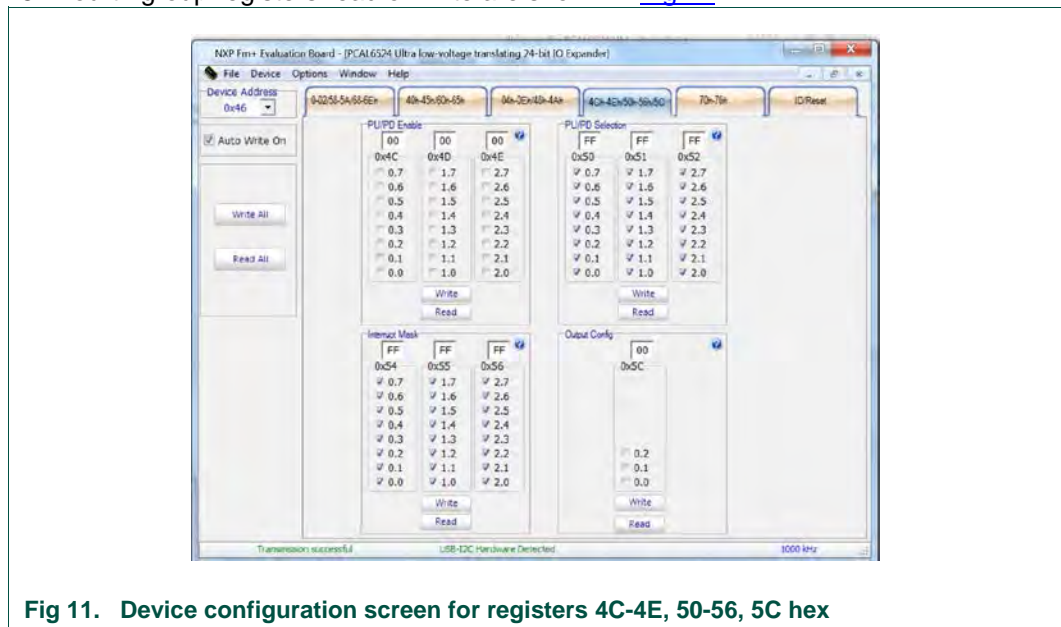 NXP Fm+ Evaluation Board - [PCAL6524 Ultra low-voltage translating 24-bit IO Expander]
File Device Options Window Help
Device Address
0x46
Auto Write On
Write All
Read All
40h-45h/60h-65h
70h-76h
IO/Reset
PU/PD Enable
00 00 00
0x4C 0x4D 0x4E
0.7 1.7 2.7
0.6 1.6 2.6
0.5 1.5 2.5
0.4 1.4 2.4
0.3 1.3 2.3
0.2 1.2 2.2
0.1 1.1 2.1
0.0 1.0 2.0
Write
Read
PU/PD Selection
FF FF FF
0x50 0x51 0x52
0.7 1.7 2.7
0.6 1.6 2.6
0.5 1.5 2.5
0.4 1.4 2.4
0.3 1.3 2.3
0.2 1.2 2.2
0.1 1.1 2.1
0.0 1.0 2.0
Write
Read
Interrupt Mask
FF FF FF
0x54 0x55 0x56
0.7 1.7 2.7
0.6 1.6 2.6
0.5 1.5 2.5
0.4 1.4 2.4
0.3 1.3 2.3
0.2 1.2 2.2
0.1 1.1 2.1
0.0 1.0 2.0
Write
Read
Output Config
00
0x5C
0.2
0.1
0.0
Write
Read
Transmission successful USB-I2C Hardware Detected 1000 kHz
Fig 11. Device configuration screen for registers 4C-4E, 50-56, 5C hex